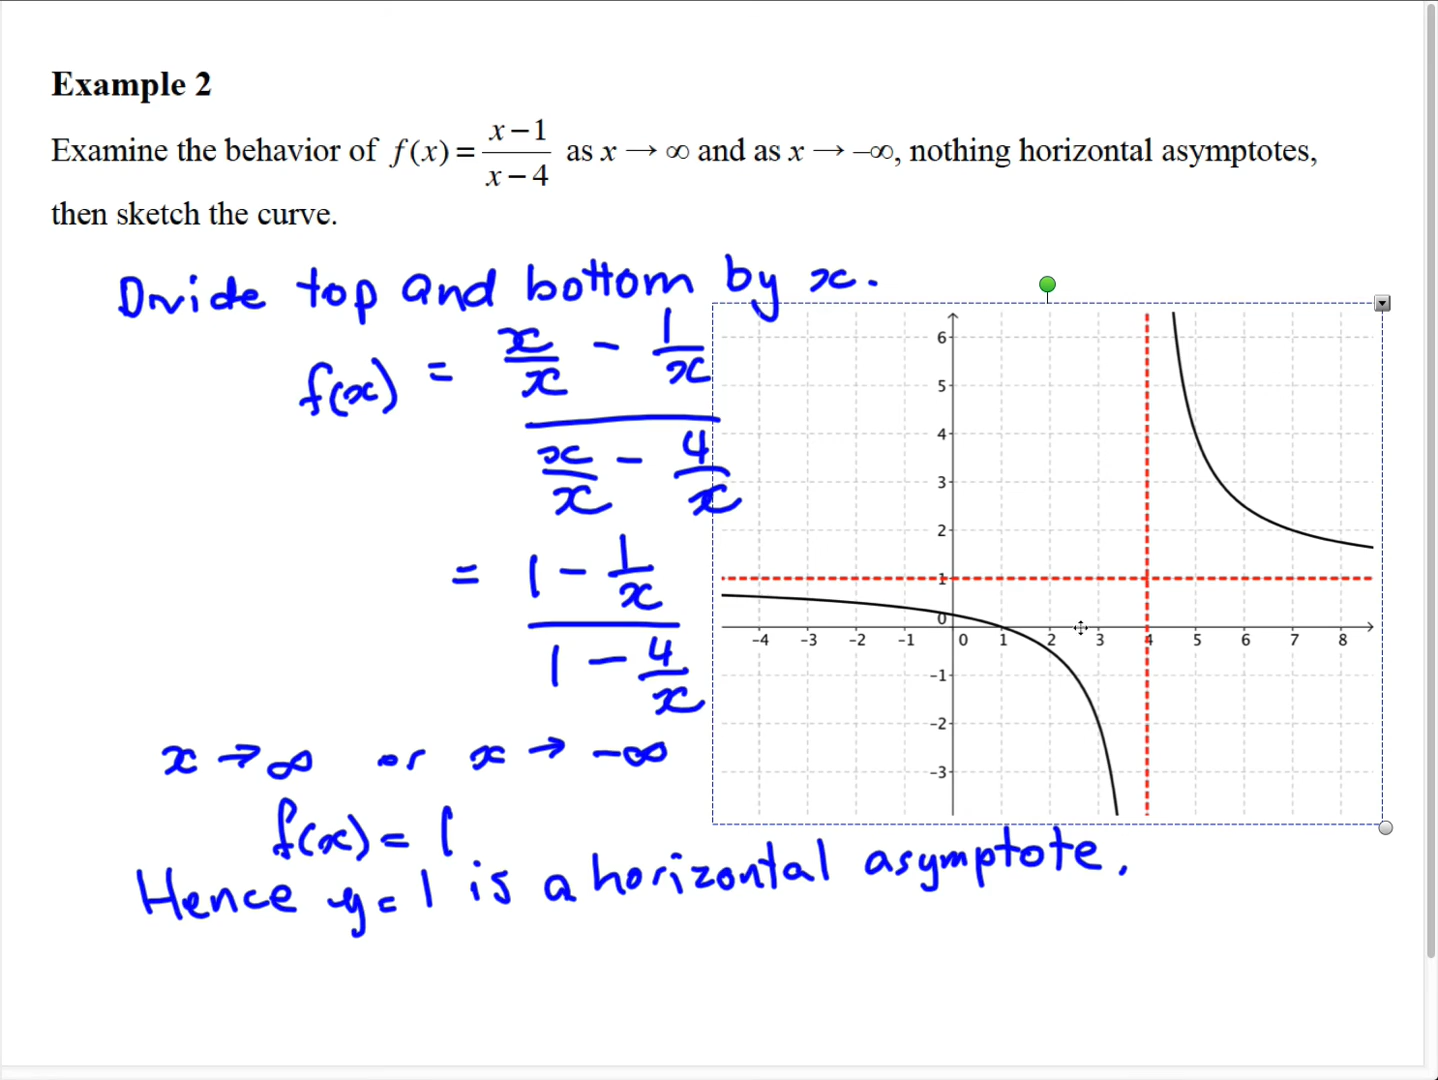 Example 2
Examine the behavior of f(x) = (x−1)/(x−4) as x → ∞ and as x → −∞, nothing horizontal asymptotes,
then sketch the curve.
Divide top and bottom by x.
f(x) = (x/x − 1/x)/(x/x − 4/x)
= (1 − 1/x)/(1 − 4/x)
x → ∞ or x → −∞
f(x) = 1
Hence y = 1 is a horizontal asymptote.
6
5
4
3
2
1
0
-4 -3 -2 -1 0 1 2 3 4 5 6 7 8
-1
-2
-3